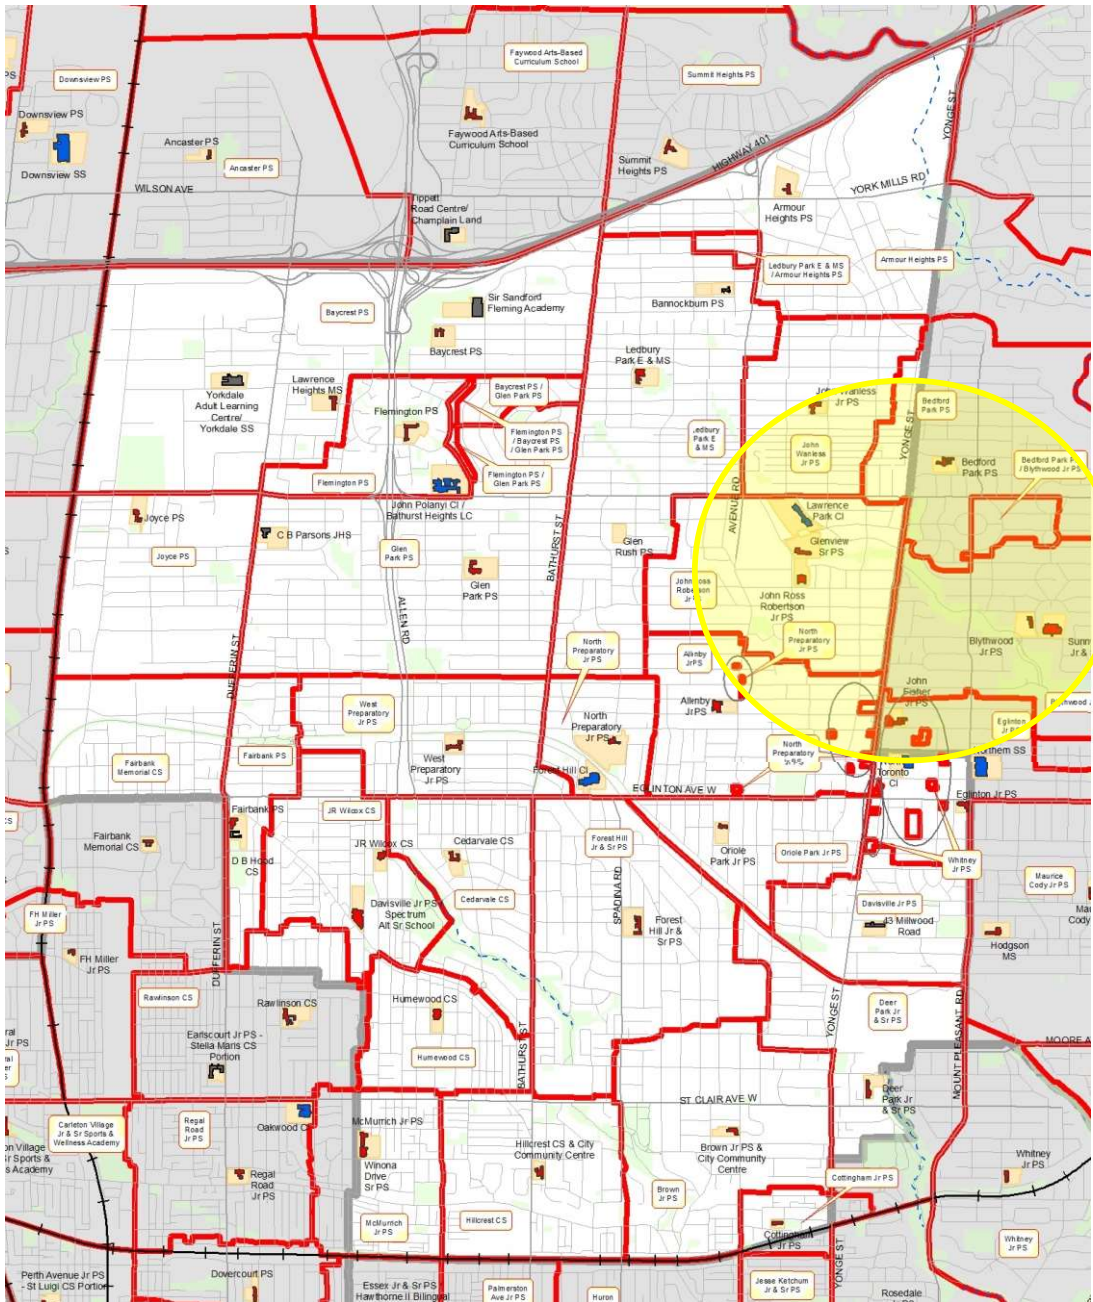 Downsview PS
Faywood Arts-Based
Curriculum School
Summit Heights PS
Downsview PS
Downsview SS
Ancaster PS
Ancaster PS
Faywood Arts-Based
Curriculum School
Summit
Heights PS
HIGHWAY 401
YONGE ST
WILSON AVE
Tippett
Road Centre/
Champlain Land
Armour
Heights PS
YORK MILLS RD
Ledbury Park E & MS
/ Armour Heights PS
Armour Heights PS
Baycrest PS
Sir Sandford
Fleming Academy
Bannockburn PS
Baycrest PS
Ledbury
Park E & MS
Yorkdale
Adult Learning
Centre/
Yorkdale SS
Lawrence
Heights MS
Flemington PS
Baycrest PS /
Glen Park PS
Flemington PS
/ Baycrest PS
/ Glen Park PS
Flemington PS /
Glen Park PS
Flemington PS
John Polanyi CI /
Bathurst Heights LC
Ledbury
Park E
& MS
John Wanless
Jr PS
John
Wanless
Jr PS
YONGE ST
Bedford
Park PS
Bedford
Park PS
Bedford Park PS
/ Blythwood Jr PS
AVENUE RD
Lawrence
Park CI
Glenview
Sr PS
John Ross
Robertson
Jr PS
John Ross
Robertson
Jr PS
Joyce PS
Joyce PS
C B Parsons JHS
Glen
Park PS
Glen
Park PS
Glen
Rush PS
BATHURST ST
ALLEN RD
DUFFERIN ST
North
Preparatory
Jr PS
North
Preparatory
Jr PS
Allenby
Jr PS
Allenby
Jr PS
Blythwood
Jr PS
Jr &
John
Fisher
Jr PS
Eglinton
Jr PS
West
Preparatory
Jr PS
West
Preparatory
Jr PS
North
Preparatory
Jr PS
Forest Hill CI
North
Preparatory
Toronto
CI
Eglinton Jr PS
EGLINTON AVE W
Fairbank
Memorial CS
Fairbank PS
Fairbank PS
Fairbank
Memorial CS
D B Hood
CS
JR Wilcox CS
JR Wilcox CS
Cedarvale CS
Cedarvale CS
Forest Hill
Jr & Sr PS
Oriole
Park Jr PS
Oriole Park Jr PS
Whitney
Jr PS
Maurice
Cody Jr PS
Davisville Jr PS /
Spectrum
Alt Sr School
SPADINA RD
Forest
Hill Jr &
Sr PS
Davisville Jr PS
43 Millwood
Road
Hodgson
MS
FH Miller
Jr PS
FH Miller
Jr PS
DUFFERIN ST
Rawlinson CS
Rawlinson CS
Earlscourt Jr PS -
Stella Maris CS
Portion
Humewood CS
Humewood CS
BATHURST ST
YONGE ST
Deer
Park Jr
& Sr PS
MOUNT PLEASANT RD
Deer
Park Jr
& Sr PS
ST CLAIR AVE W
Carleton Village
Jr & Sr Sports &
Wellness Academy
Regal
Road
Jr PS
Oakwood CI
McMurrich Jr PS
Winona
Drive
Sr PS
Hillcrest CS & City
Community Centre
Brown Jr PS &
City Community
Centre
Regal
Road
Jr PS
McMurrich
Jr PS
Hillcrest CS
Brown
Jr PS
Cottingham Jr PS
Cottingham
Jr PS
Whitney
Jr PS
Whitney
Jr PS
YONGE ST
Perth Avenue Jr PS
- St Luigi CS Portion
Dovercourt PS
Essex Jr & Sr PS /
Hawthorne II Bilingual
Palmerston
Ave Jr PS
Huron
Jesse Ketchum
Jr & Sr PS
Rosedale